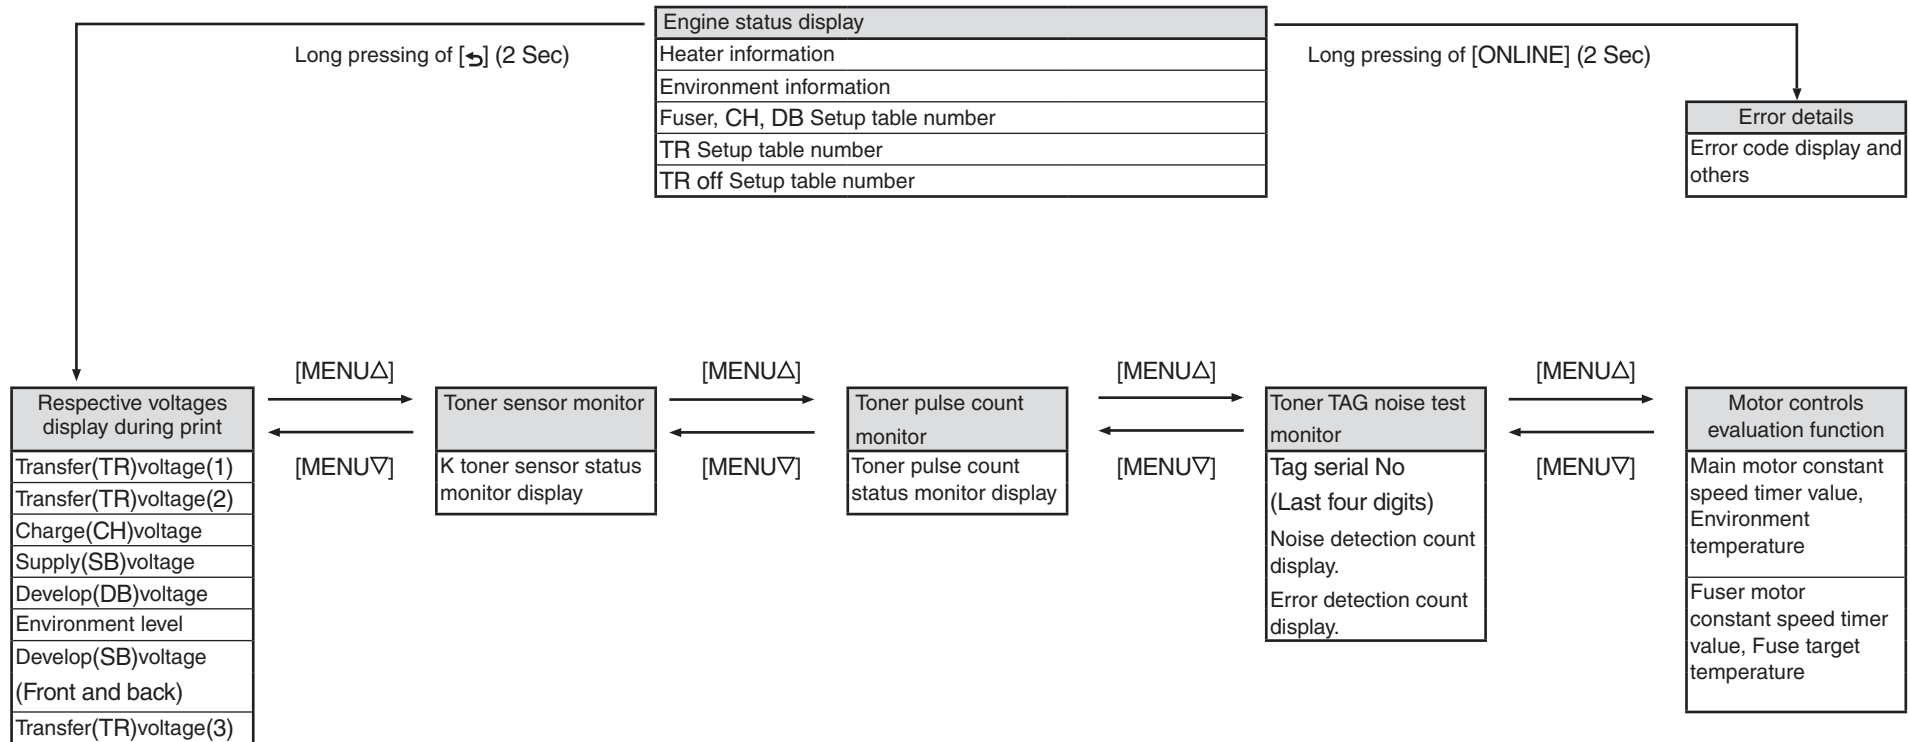 Engine status display
Long pressing of [⮌] (2 Sec)
Heater information
Long pressing of [ONLINE] (2 Sec)
Environment information
Fuser, CH, DB Setup table number
TR Setup table number
TR off Setup table number
Error details
Error code display and
others
[MENU△]
[MENU△]
[MENU△]
[MENU△]
Respective voltages
display during print
Transfer(TR)voltage(1)
Transfer(TR)voltage(2)
Charge(CH)voltage
Supply(SB)voltage
Develop(DB)voltage
Environment level
Develop(SB)voltage
(Front and back)
Transfer(TR)voltage(3)
[MENU▽]
Toner sensor monitor
K toner sensor status
monitor display
[MENU▽]
Toner pulse count
monitor
Toner pulse count
status monitor display
[MENU▽]
Toner TAG noise test
monitor
Tag serial No
(Last four digits)
Noise detection count
display.
Error detection count
display.
[MENU▽]
Motor controls
evaluation function
Main motor constant
speed timer value,
Environment
temperature
Fuser motor
constant speed timer
value, Fuse target
temperature